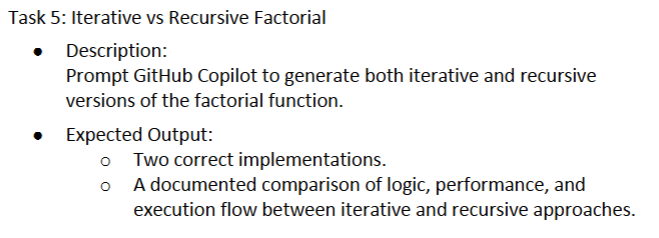 Task 5: Iterative vs Recursive Factorial
● Description:
Prompt GitHub Copilot to generate both iterative and recursive
versions of the factorial function.
● Expected Output:
○ Two correct implementations.
○ A documented comparison of logic, performance, and
execution flow between iterative and recursive approaches.